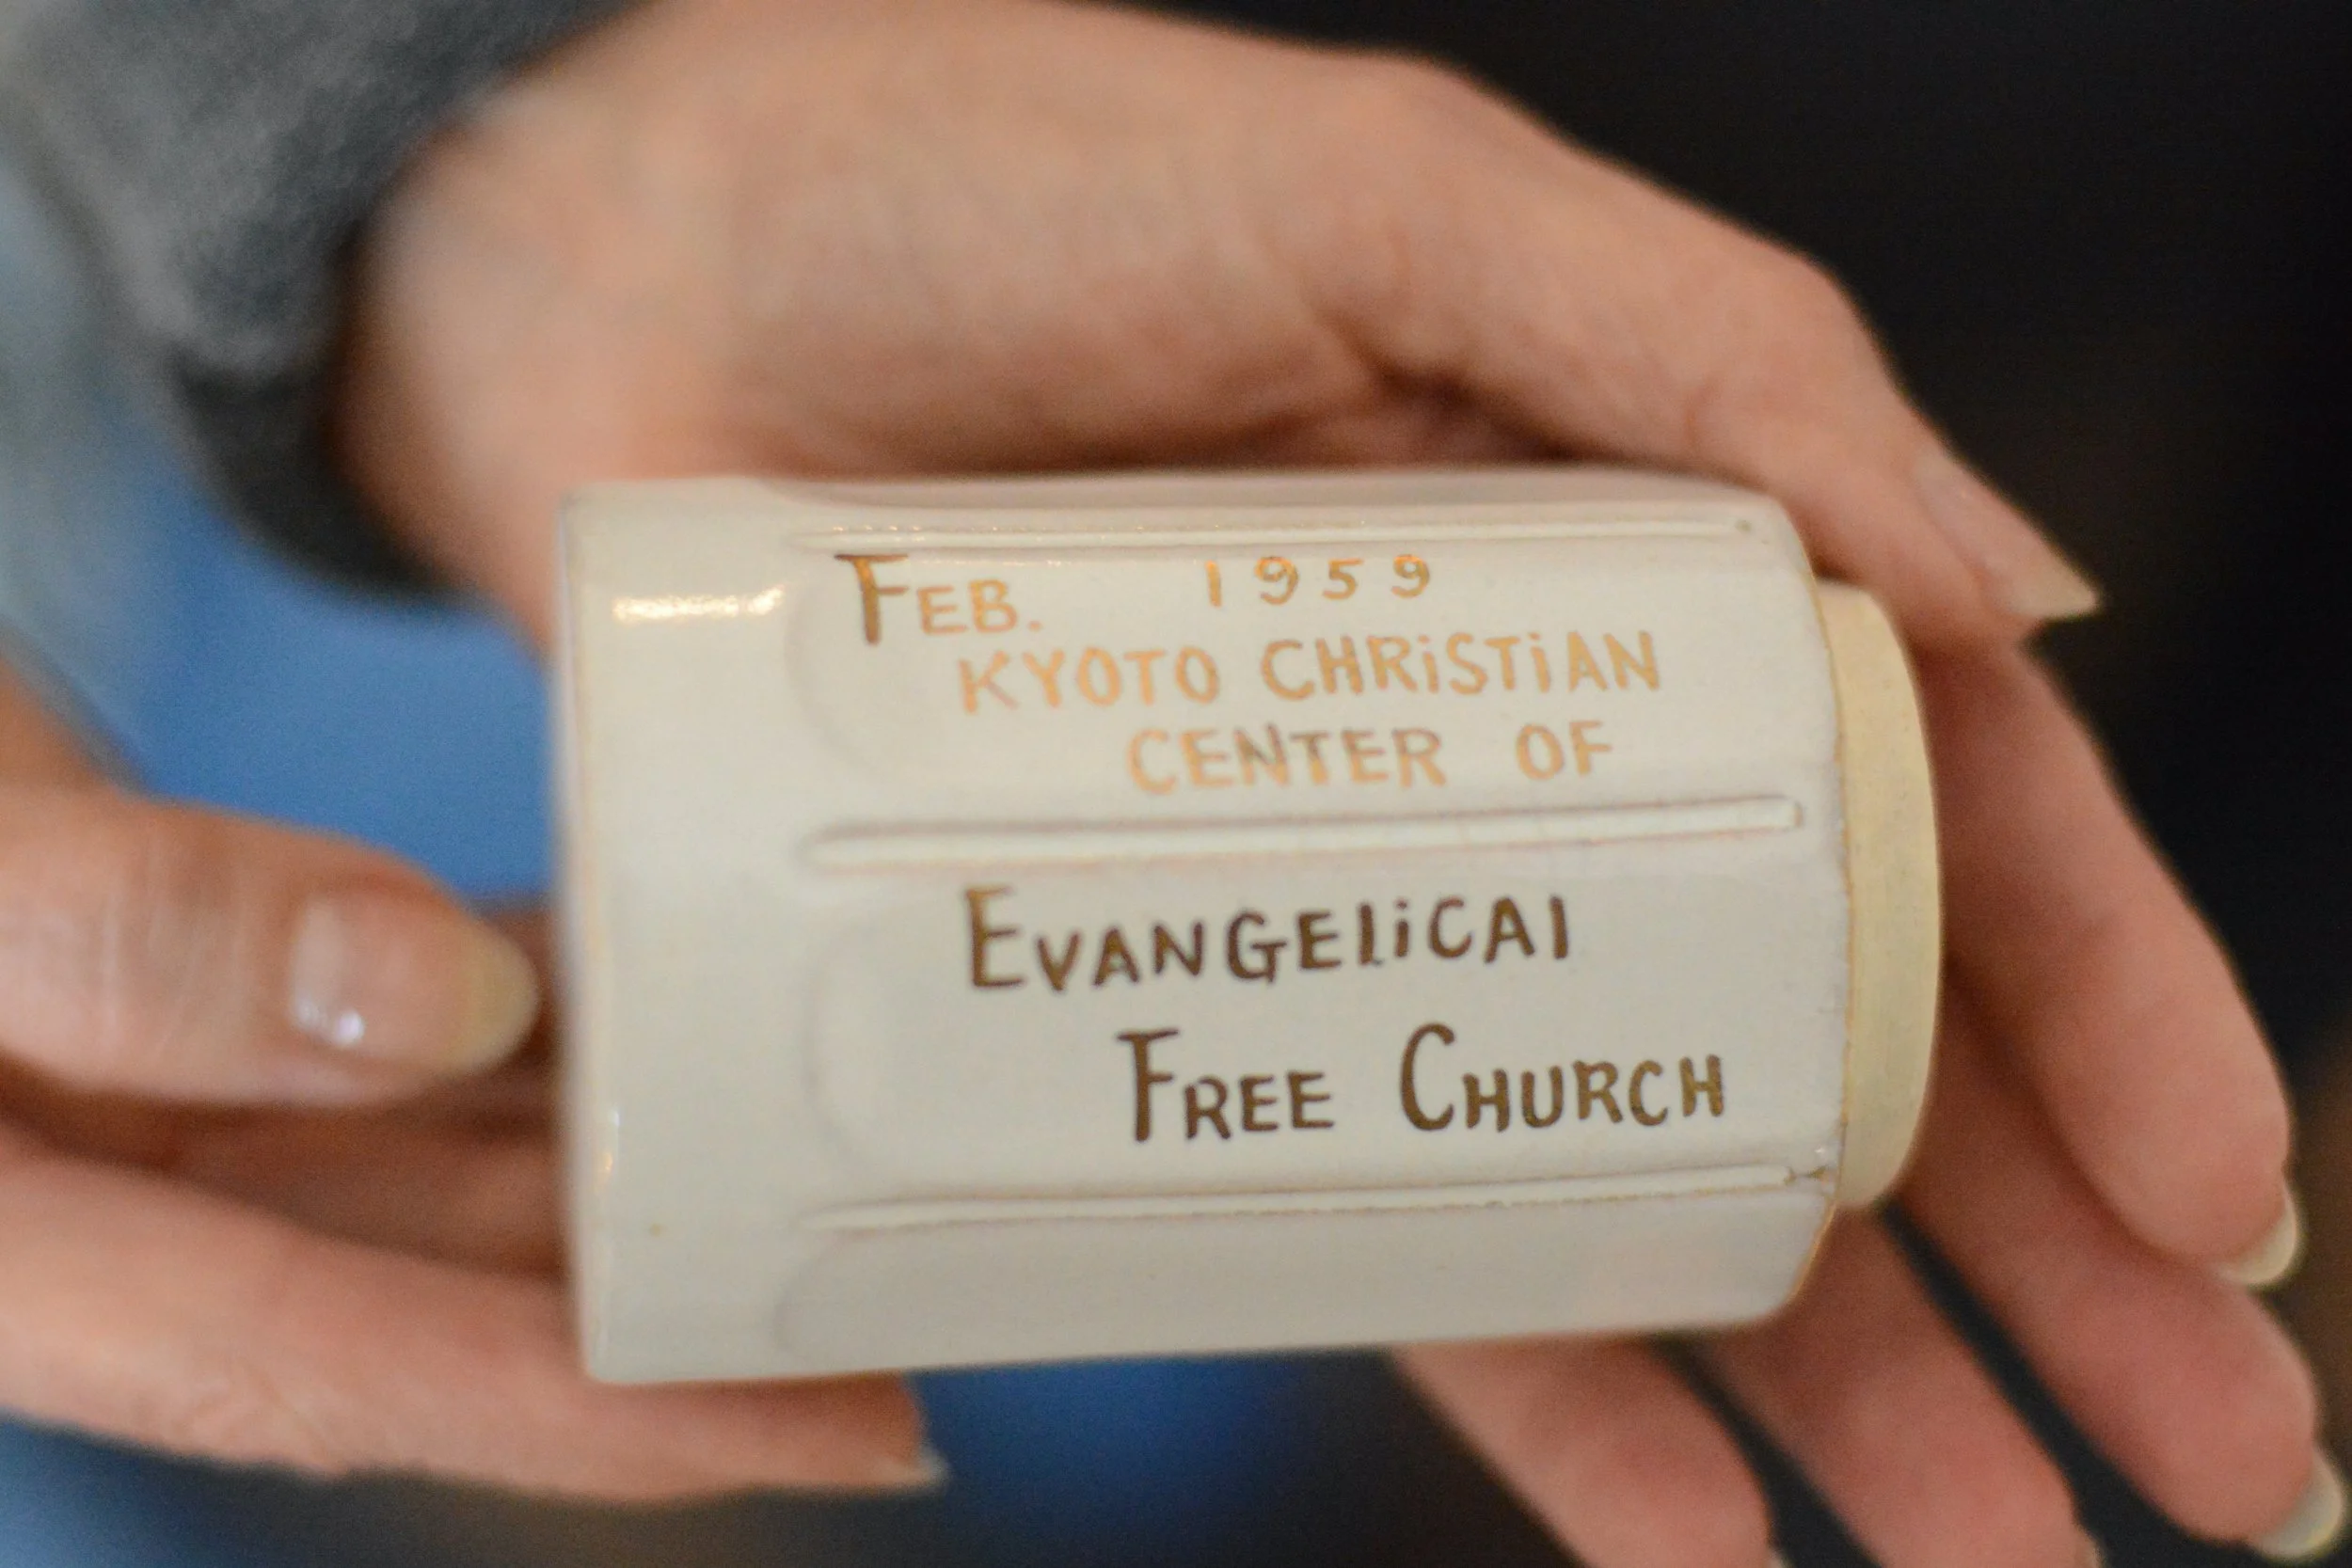 FEB. 1959
KYOTO CHRiSTiAN
CENTER OF
EVANGEliCAl
FREE CHURCH